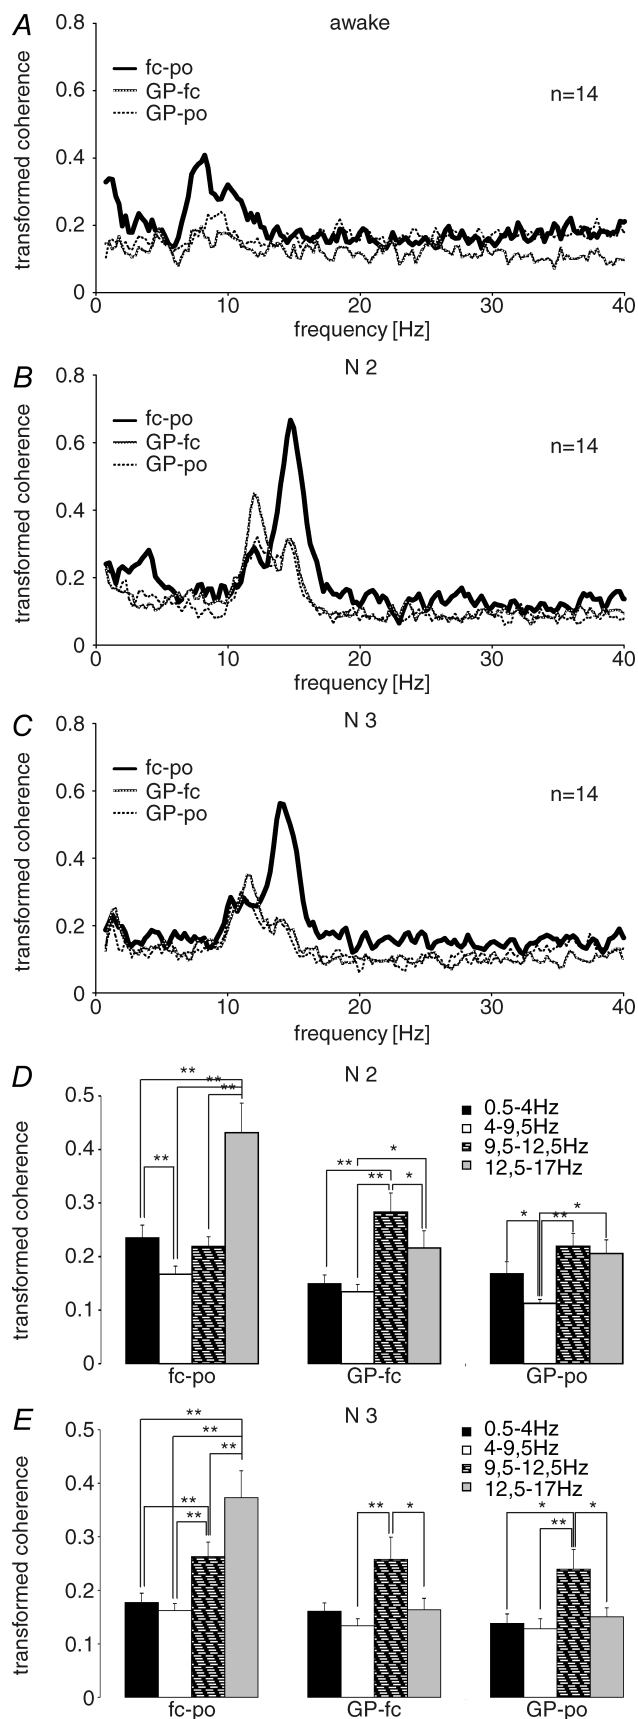 A
awake
0.8
0.6
0.4
0.2
0
transformed coherence
fc-po
GP-fc
GP-po
n=14
0 10 20 30 40
frequency [Hz]
B
N 2
0.8
0.6
0.4
0.2
0
transformed coherence
fc-po
GP-fc
GP-po
n=14
0 10 20 30 40
frequency [Hz]
C
N 3
0.8
0.6
0.4
0.2
0
transformed coherence
fc-po
GP-fc
GP-po
n=14
0 10 20 30 40
frequency [Hz]
D
N 2
0.5
0.4
0.3
0.2
0.1
0
transformed coherence
0.5-4Hz
4-9,5Hz
9,5-12,5Hz
12,5-17Hz
**
**
**
**
*
**
**
*
*
*
**
fc-po GP-fc GP-po
E
N 3
0.5
0.4
0.3
0.2
0.1
0
transformed coherence
0.5-4Hz
4-9,5Hz
9,5-12,5Hz
12,5-17Hz
**
**
**
**
**
**
*
*
*
**
fc-po GP-fc GP-po